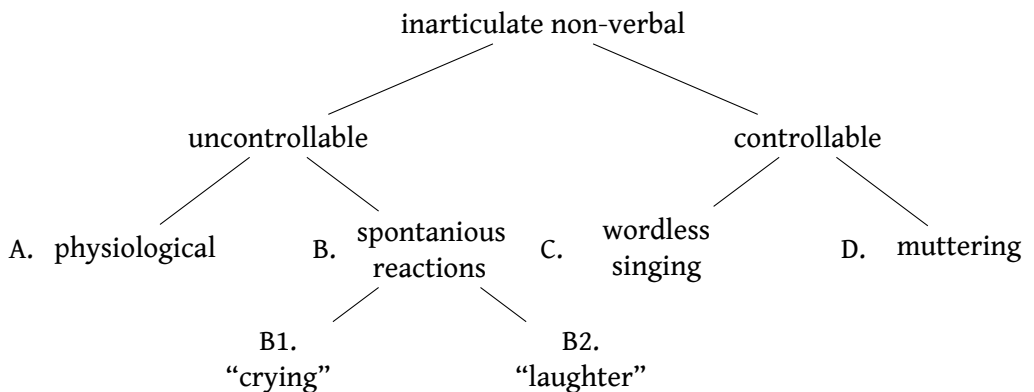 inarticulate non-verbal
uncontrollable
controllable
A. physiological
B. spontanious
reactions
C. wordless
singing
D. muttering
B1.
“crying”
B2.
“laughter”